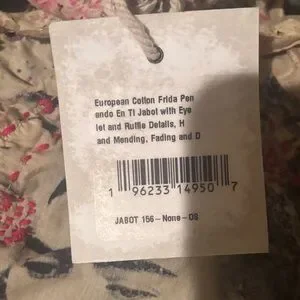 European Cotton Frida Pen
ando En Ti Jabot with Eye
let and Ruffle Details, H
and Mending, Fading and D
1 96233 14950 7
JABOT 156-None-OS